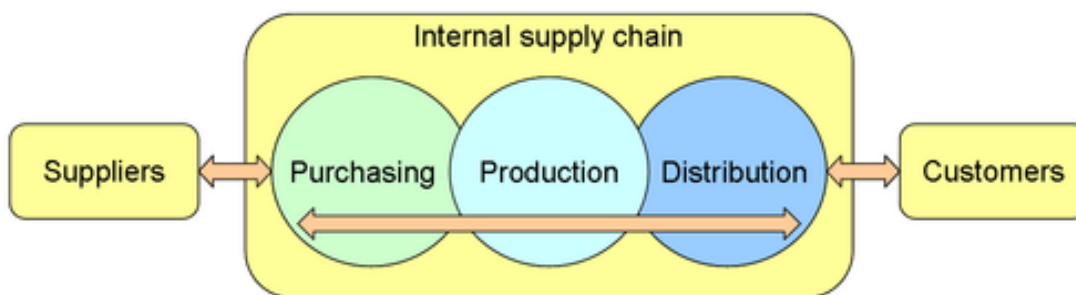 Internal supply chain
Suppliers
Purchasing
Production
Distribution
Customers